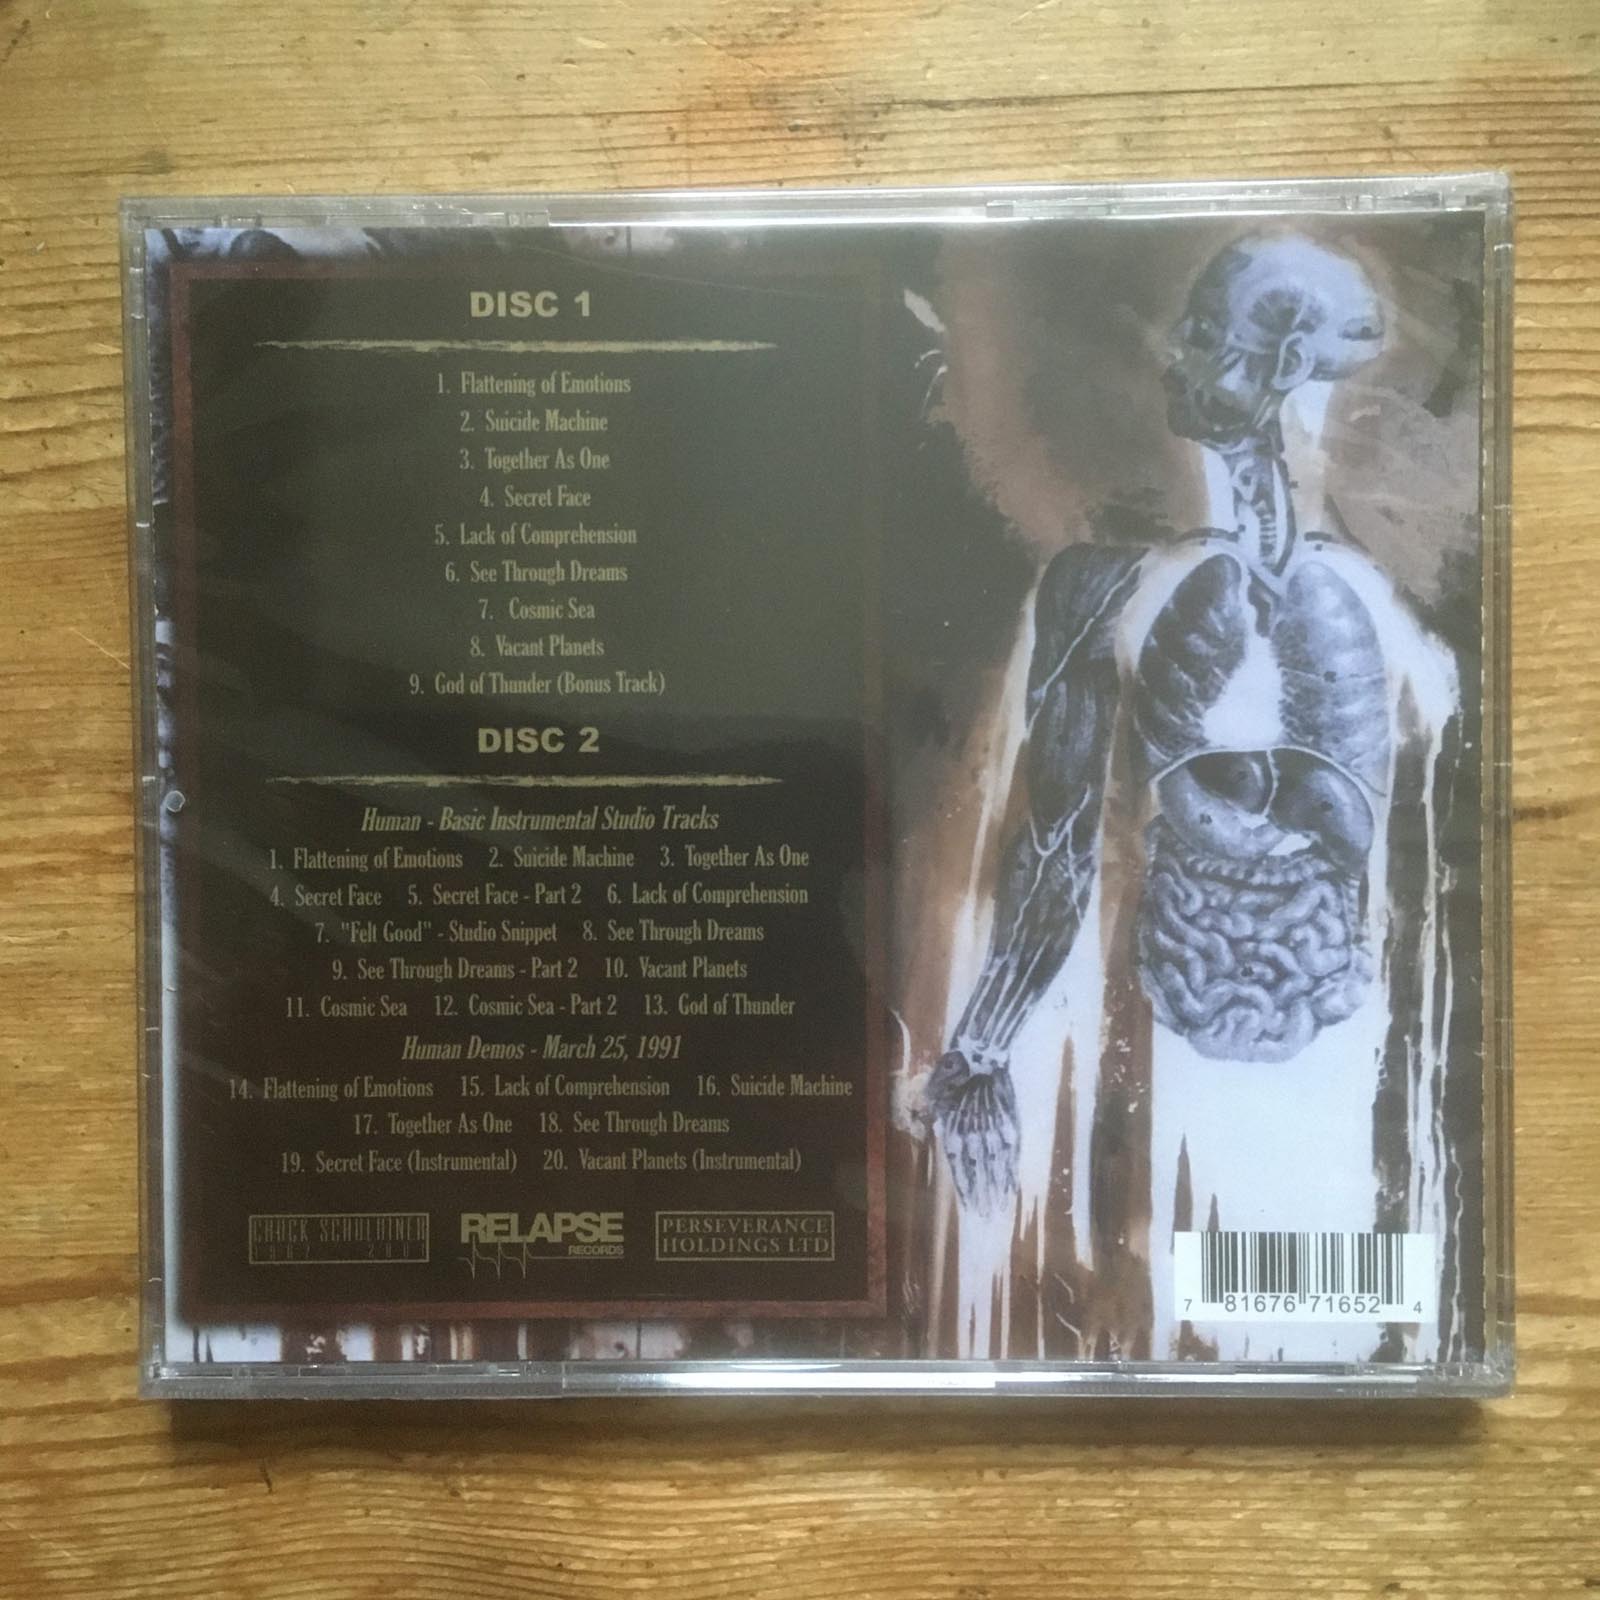 DISC 1
1. Flattening of Emotions
2. Suicide Machine
3. Together As One
4. Secret Face
5. Lack of Comprehension
6. See Through Dreams
7. Cosmic Sea
8. Vacant Planets
9. God of Thunder (Bonus Track)
DISC 2
Human - Basic Instrumental Studio Tracks
1. Flattening of Emotions 2. Suicide Machine 3. Together As One
4. Secret Face 5. Secret Face - Part 2 6. Lack of Comprehension
7. "Felt Good" - Studio Snippet 8. See Through Dreams
9. See Through Dreams - Part 2 10. Vacant Planets
11. Cosmic Sea 12. Cosmic Sea - Part 2 13. God of Thunder
Human Demos - March 25, 1991
14. Flattening of Emotions 15. Lack of Comprehension 16. Suicide Machine
17. Together As One 18. See Through Dreams
19. Secret Face (Instrumental) 20. Vacant Planets (Instrumental)
CHUCK SCHULDINER
1967 - 2001
RELAPSE
RECORDS
PERSEVERANCE
HOLDINGS LTD
7 81676 71652 4